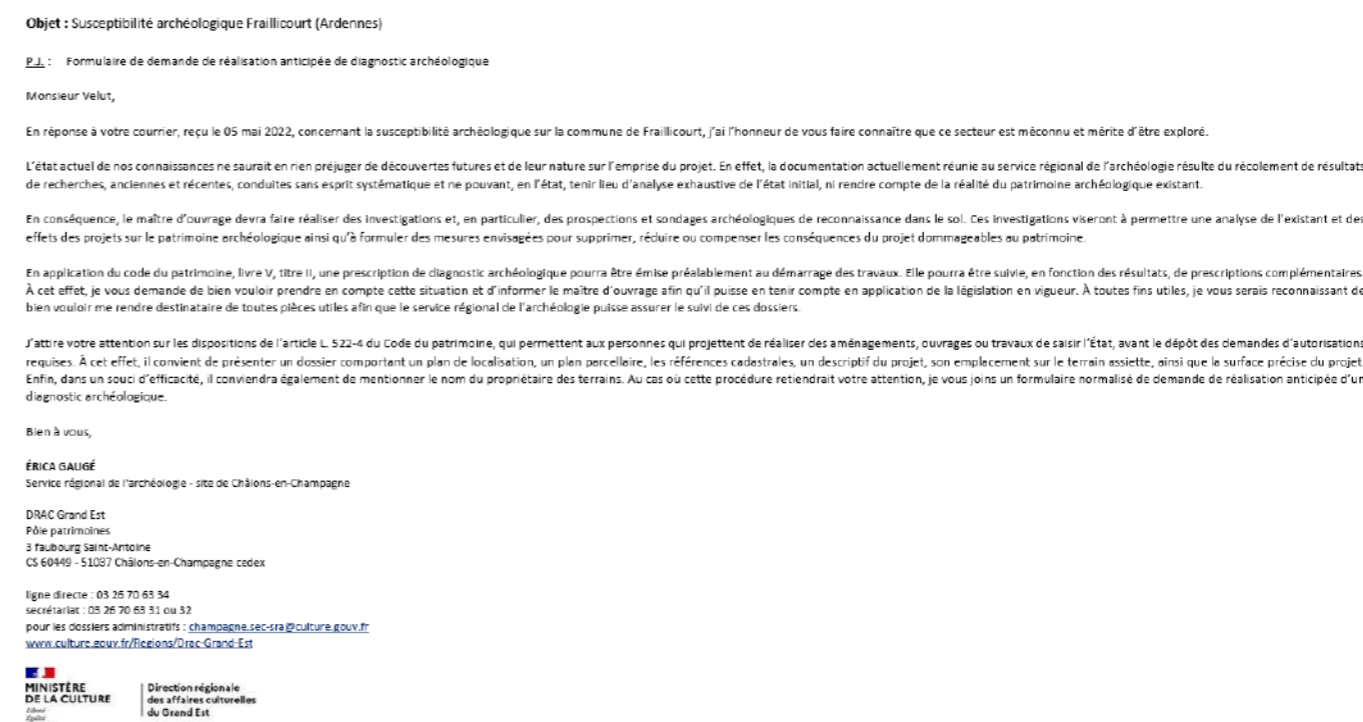 Objet : Susceptibilité archéologique Fraillicourt (Ardennes)
P.J. : Formulaire de demande de réalisation anticipée de diagnostic archéologique
Monsieur Velut,
En réponse à votre courrier, reçu le 05 mai 2022, concernant la susceptibilité archéologique sur la commune de Fraillicourt, j'ai l'honneur de vous faire connaître que ce secteur est méconnu et mérite d'être exploré.
L'état actuel de nos connaissances ne saurait en rien préjuger de découvertes futures et de leur nature sur l'emprise du projet. En effet, la documentation actuellement réunie au service régional de l'archéologie résulte du récolement de résultats
de recherches, anciennes et récentes, conduites sans esprit systématique et ne pouvant, en l'état, tenir lieu d'analyse exhaustive de l'état initial, ni rendre compte de la réalité du patrimoine archéologique existant.
En conséquence, le maître d'ouvrage devra faire réaliser des investigations et, en particulier, des prospections et sondages archéologiques de reconnaissance dans le sol. Ces investigations viseront à permettre une analyse de l'existant et des
effets des projets sur le patrimoine archéologique ainsi qu'à formuler des mesures envisagées pour supprimer, réduire ou compenser les conséquences du projet dommageables au patrimoine.
En application du code du patrimoine, livre V, titre II, une prescription de diagnostic archéologique pourra être émise préalablement au démarrage des travaux. Elle pourra être suivie, en fonction des résultats, de prescriptions complémentaires.
À cet effet, je vous demande de bien vouloir prendre en compte cette situation et d'informer le maître d'ouvrage afin qu'il puisse en tenir compte en application de la législation en vigueur. À toutes fins utiles, je vous serais reconnaissant de
bien vouloir me rendre destinataire de toutes pièces utiles afin que le service régional de l'archéologie puisse assurer le suivi de ces dossiers.
J'attire votre attention sur les dispositions de l'article L. 522-4 du Code du patrimoine, qui permettent aux personnes qui projettent de réaliser des aménagements, ouvrages ou travaux de saisir l'État, avant le dépôt des demandes d'autorisations
requises. À cet effet, il convient de présenter un dossier comportant un plan de localisation, un plan parcellaire, les références cadastrales, un descriptif du projet, son emplacement sur le terrain assiette, ainsi que la surface précise du projet.
Enfin, dans un souci d'efficacité, il conviendra également de mentionner le nom du propriétaire des terrains. Au cas où cette procédure retiendrait votre attention, je vous joins un formulaire normalisé de demande de réalisation anticipée d'un
diagnostic archéologique.
Bien à vous,
ÉRICA GAUGÉ
Service régional de l'archéologie - site de Châlons-en-Champagne
DRAC Grand Est
Pôle patrimoines
3 faubourg Saint-Antoine
CS 60449 - 51037 Châlons-en-Champagne cedex
ligne directe : 03 26 70 63 34
secrétariat : 03 26 70 63 31 ou 32
pour les dossiers administratifs : champagne.sec-sra@culture.gouv.fr
www.culture.gouv.fr/Regions/Drac-Grand-Est
MINISTÈRE
DE LA CULTURE
Liberté
Égalité
Direction régionale
des affaires culturelles
du Grand Est